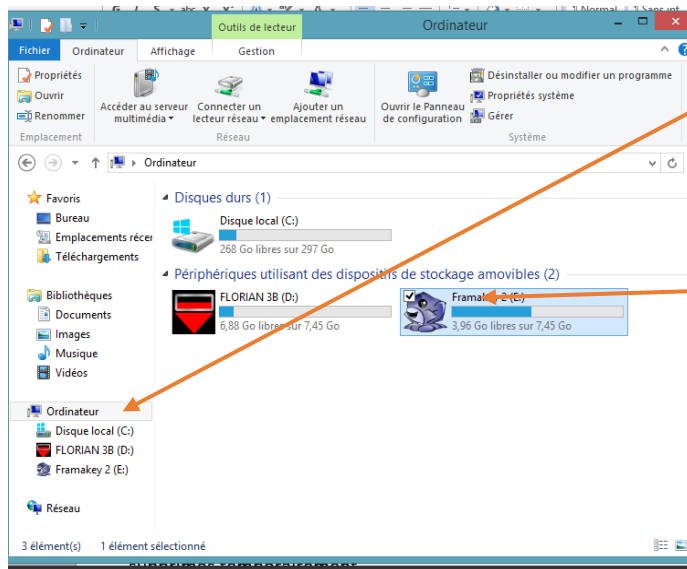 Outils de lecteur
Ordinateur
Fichier
Ordinateur
Affichage
Gestion
Propriétés
Ouvrir
Renommer
Accéder au serveur
multimédia
Connecter un
lecteur réseau
Ajouter un
emplacement réseau
Ouvrir le Panneau
de configuration
Désinstaller ou modifier un programme
Propriétés système
Gérer
Emplacement
Réseau
Système
Ordinateur
Favoris
Bureau
Emplacements récen
Téléchargements
Bibliothèques
Documents
Images
Musique
Vidéos
Ordinateur
Disque local (C:)
FLORIAN 3B (D:)
Framakey 2 (E:)
Réseau
Disques durs (1)
Disque local (C:)
268 Go libres sur 297 Go
Périphériques utilisant des dispositifs de stockage amovibles (2)
FLORIAN 3B (D:)
6,88 Go libres sur 7,45 Go
Framakey 2 (E:)
3,96 Go libres sur 7,45 Go
3 élément(s)
1 élément sélectionné